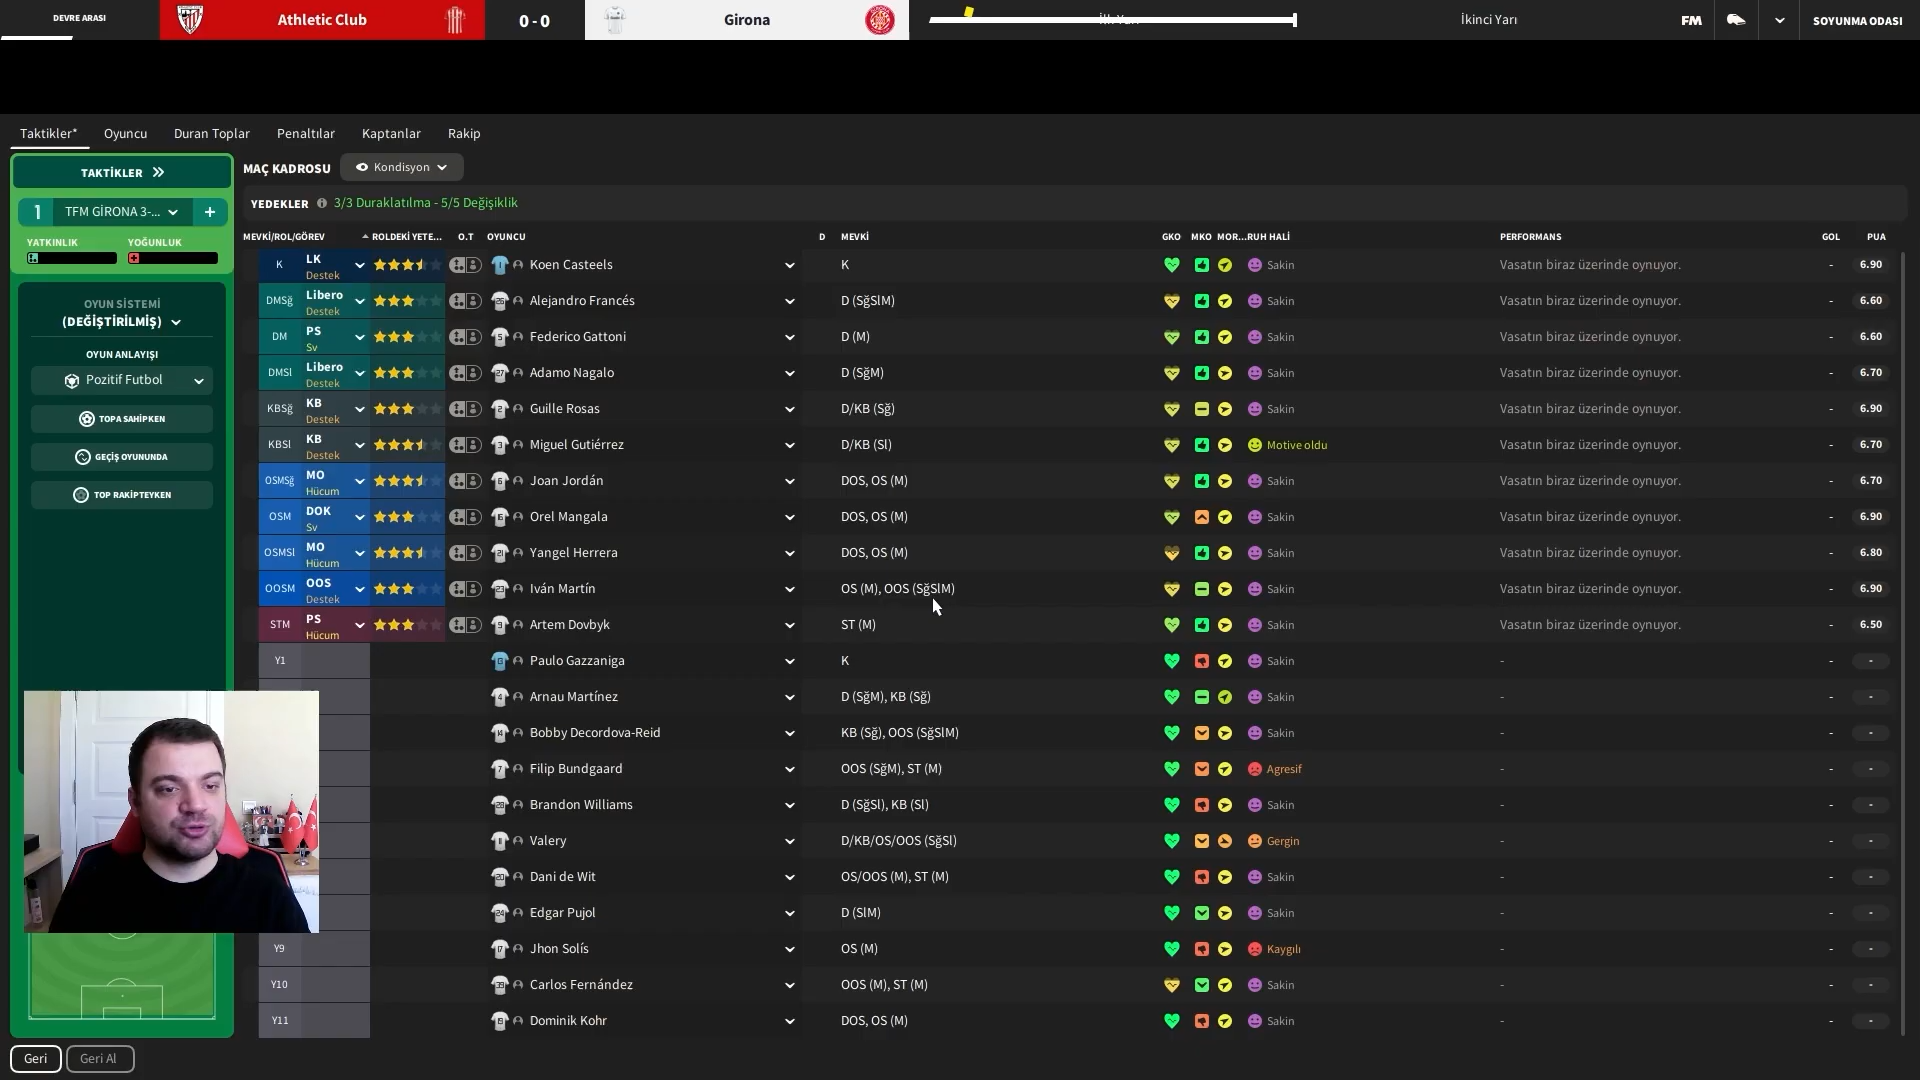 DEVRE ARASI
Athletic Club
0 - 0
Girona
İkinci Yarı
FM
SOYUNMA ODASI
Taktikler* Oyuncu Duran Toplar Penaltılar Kaptanlar Rakip
TAKTİKLER
1 TFM GİRONA 3-... +
YATKINLIK YOĞUNLUK
OYUN SİSTEMİ
(DEĞİŞTİRİLMİŞ)
OYUN ANLAYIŞI
Pozitif Futbol
TOPA SAHİPKEN
GEÇİŞ OYUNUNDA
TOP RAKİPTEYKEN
MAÇ KADROSU Kondisyon
YEDEKLER 3/3 Duraklatılma - 5/5 Değişiklik
MEVKİ/ROL/GÖREV ROLDEKİ YETE... O.T OYUNCU D MEVKİ GKO MKO MOR... RUH HALİ PERFORMANS GOL PUA
K LK Destek Koen Casteels K Sakin Vasatın biraz üzerinde oynuyor. - 6.90
DMSğ Libero Destek Alejandro Francés D (SğSlM) Sakin Vasatın biraz üzerinde oynuyor. - 6.60
DM PS Sv Federico Gattoni D (M) Sakin Vasatın biraz üzerinde oynuyor. - 6.60
DMSl Libero Destek Adamo Nagalo D (SğM) Sakin Vasatın biraz üzerinde oynuyor. - 6.70
KBSğ KB Destek Guille Rosas D/KB (Sğ) Sakin Vasatın biraz üzerinde oynuyor. - 6.90
KBSl KB Destek Miguel Gutiérrez D/KB (Sl) Motive oldu Vasatın biraz üzerinde oynuyor. - 6.70
OSMSğ MO Hücum Joan Jordán DOS, OS (M) Sakin Vasatın biraz üzerinde oynuyor. - 6.70
OSM DOK Sv Orel Mangala DOS, OS (M) Sakin Vasatın biraz üzerinde oynuyor. - 6.90
OSMSl MO Hücum Yangel Herrera DOS, OS (M) Sakin Vasatın biraz üzerinde oynuyor. - 6.80
OOSM OOS Destek Iván Martín OS (M), OOS (SğSlM) Sakin Vasatın biraz üzerinde oynuyor. - 6.90
STM PS Hücum Artem Dovbyk ST (M) Sakin Vasatın biraz üzerinde oynuyor. - 6.50
Y1 Paulo Gazzaniga K Sakin - - -
Arnau Martínez D (SğM), KB (Sğ) Sakin - - -
Bobby Decordova-Reid KB (Sğ), OOS (SğSlM) Sakin - - -
Filip Bundgaard OOS (SğM), ST (M) Agresif - - -
Brandon Williams D (SğSl), KB (Sl) Sakin - - -
Valery D/KB/OS/OOS (SğSl) Gergin - - -
Dani de Wit OS/OOS (M), ST (M) Sakin - - -
Edgar Pujol D (SlM) Sakin - - -
Y9 Jhon Solís OS (M) Kaygılı - - -
Y10 Carlos Fernández OOS (M), ST (M) Sakin - - -
Y11 Dominik Kohr DOS, OS (M) Sakin - - -
Geri Geri Al